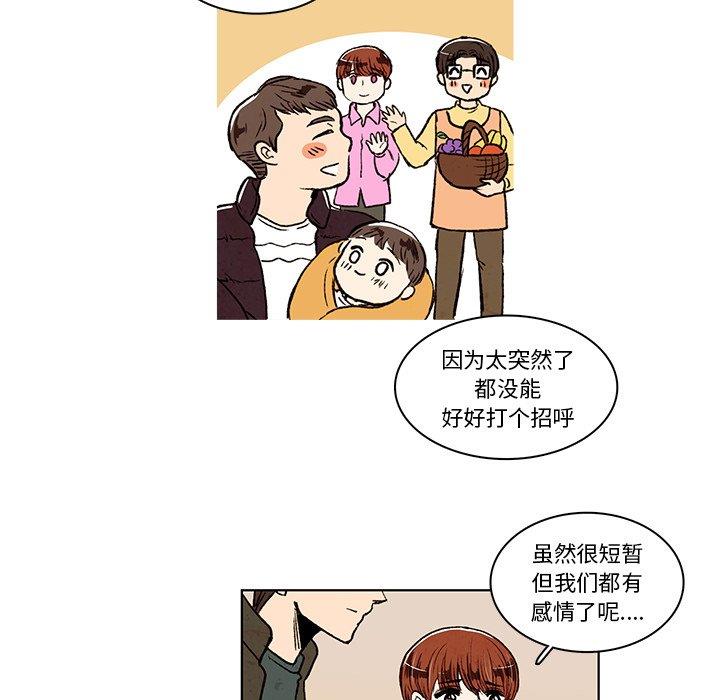 因为太突然了
都没能
好好打个招呼
虽然很短暂
但我们都有
感情了呢....